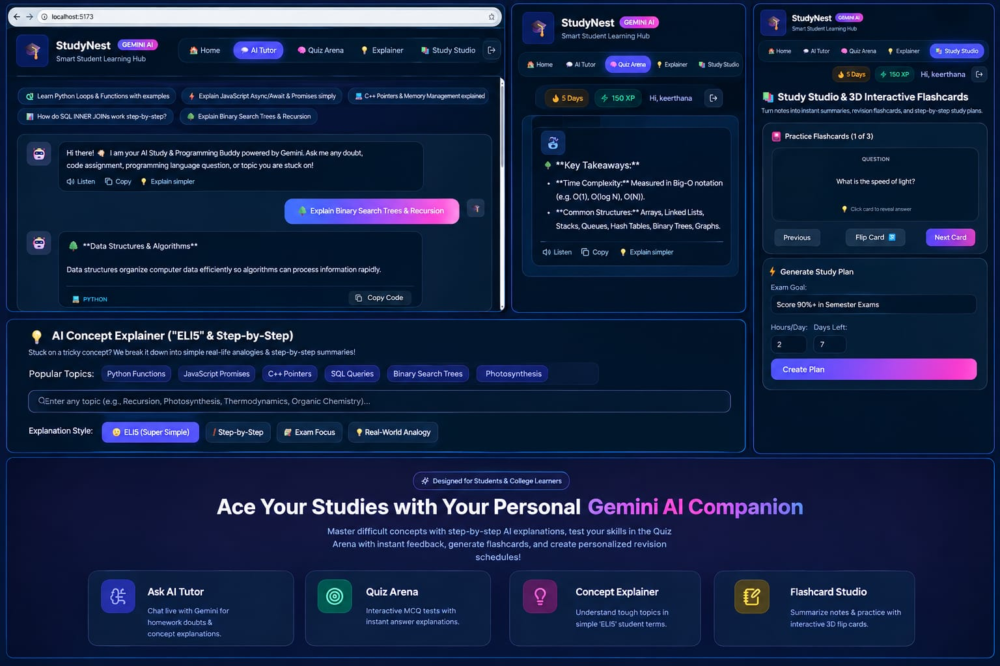 localhost:5173
StudyNest GEMINI AI
Smart Student Learning Hub
Home
AI Tutor
Quiz Arena
Explainer
Study Studio
Learn Python Loops & Functions with examples
Explain JavaScript Async/Await & Promises simply
C++ Pointers & Memory Management explained
How do SQL INNER JOINs work step-by-step?
Explain Binary Search Trees & Recursion
Hi there! I am your AI Study & Programming Buddy powered by Gemini. Ask me any doubt,
code assignment, programming language question, or topic you are stuck on!
Listen
Copy
Explain simpler
Explain Binary Search Trees & Recursion
**Data Structures & Algorithms**
Data structures organize computer data efficiently so algorithms can process information rapidly.
PYTHON
Copy Code
StudyNest GEMINI AI
Smart Student Learning Hub
Home
AI Tutor
Quiz Arena
Explainer
Study Studio
5 Days
150 XP
Hi, keerthana
**Key Takeaways:**
• **Time Complexity:** Measured in Big-O notation
(e.g. O(1), O(log N), O(N)).
• **Common Structures:** Arrays, Linked Lists,
Stacks, Queues, Hash Tables, Binary Trees, Graphs.
Listen
Copy
Explain simpler
StudyNest GEMINI AI
Smart Student Learning Hub
Home
AI Tutor
Quiz Arena
Explainer
Study Studio
5 Days
150 XP
Hi, keerthana
Study Studio & 3D Interactive Flashcards
Turn notes into instant summaries, revision flashcards, and step-by-step study plans.
Practice Flashcards (1 of 3)
QUESTION
What is the speed of light?
Click card to reveal answer
Previous
Flip Card
Next Card
Generate Study Plan
Exam Goal:
Score 90%+ in Semester Exams
Hours/Day: Days Left:
2 7
Create Plan
AI Concept Explainer ("ELI5" & Step-by-Step)
Stuck on a tricky concept? We break it down into simple real-life analogies & step-by-step summaries!
Popular Topics:
Python Functions
JavaScript Promises
C++ Pointers
SQL Queries
Binary Search Trees
Photosynthesis
Enter any topic (e.g., Recursion, Photosynthesis, Thermodynamics, Organic Chemistry)...
Explanation Style:
ELI5 (Super Simple)
Step-by-Step
Exam Focus
Real-World Analogy
Designed for Students & College Learners
Ace Your Studies with Your Personal Gemini AI Companion
Master difficult concepts with step-by-step AI explanations, test your skills in the Quiz
Arena with instant feedback, generate flashcards, and create personalized revision
schedules!
Ask AI Tutor
Chat live with Gemini for
homework doubts &
concept explanations.
Quiz Arena
Interactive MCQ tests with
instant answer explanations.
Concept Explainer
Understand tough topics in
simple 'ELI5' student terms.
Flashcard Studio
Summarize notes & practice with
interactive 3D flip cards.